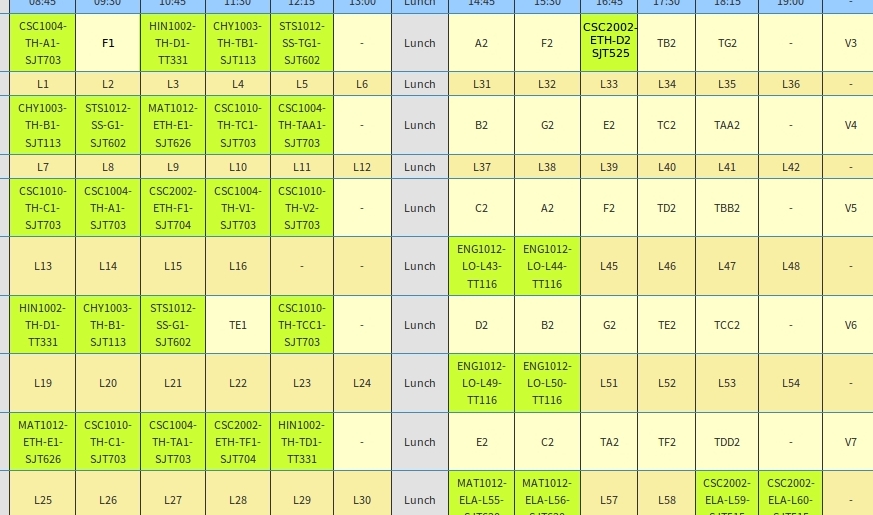 08:45 09:30 10:45 11:30 12:15 13:00 Lunch 14:45 15:30 16:45 17:30 18:15 19:00 -
CSC1004-TH-A1-SJT703 F1 HIN1002-TH-D1-TT331 CHY1003-TH-TB1-SJT113 STS1012-SS-TG1-SJT602 - Lunch A2 F2 CSC2002-ETH-D2 SJT525 TB2 TG2 - V3
L1 L2 L3 L4 L5 L6 Lunch L31 L32 L33 L34 L35 L36 -
CHY1003-TH-B1-SJT113 STS1012-SS-G1-SJT602 MAT1012-ETH-E1-SJT626 CSC1010-TH-TC1-SJT703 CSC1004-TH-TAA1-SJT703 - Lunch B2 G2 E2 TC2 TAA2 - V4
L7 L8 L9 L10 L11 L12 Lunch L37 L38 L39 L40 L41 L42 -
CSC1010-TH-C1-SJT703 CSC1004-TH-A1-SJT703 CSC2002-ETH-F1-SJT704 CSC1004-TH-V1-SJT703 CSC1010-TH-V2-SJT703 - Lunch C2 A2 F2 TD2 TBB2 - V5
L13 L14 L15 L16 - - Lunch ENG1012-LO-L43-TT116 ENG1012-LO-L44-TT116 L45 L46 L47 L48 -
HIN1002-TH-D1-TT331 CHY1003-TH-B1-SJT113 STS1012-SS-G1-SJT602 TE1 CSC1010-TH-TCC1-SJT703 - Lunch D2 B2 G2 TE2 TCC2 - V6
L19 L20 L21 L22 L23 L24 Lunch ENG1012-LO-L49-TT116 ENG1012-LO-L50-TT116 L51 L52 L53 L54 -
MAT1012-ETH-E1-SJT626 CSC1010-TH-C1-SJT703 CSC1004-TH-TA1-SJT703 CSC2002-ETH-TF1-SJT704 HIN1002-TH-TD1-TT331 - Lunch E2 C2 TA2 TF2 TDD2 - V7
L25 L26 L27 L28 L29 L30 Lunch MAT1012-ELA-L55- MAT1012-ELA-L56- L57 L58 CSC2002-ELA-L59- CSC2002-ELA-L60- -